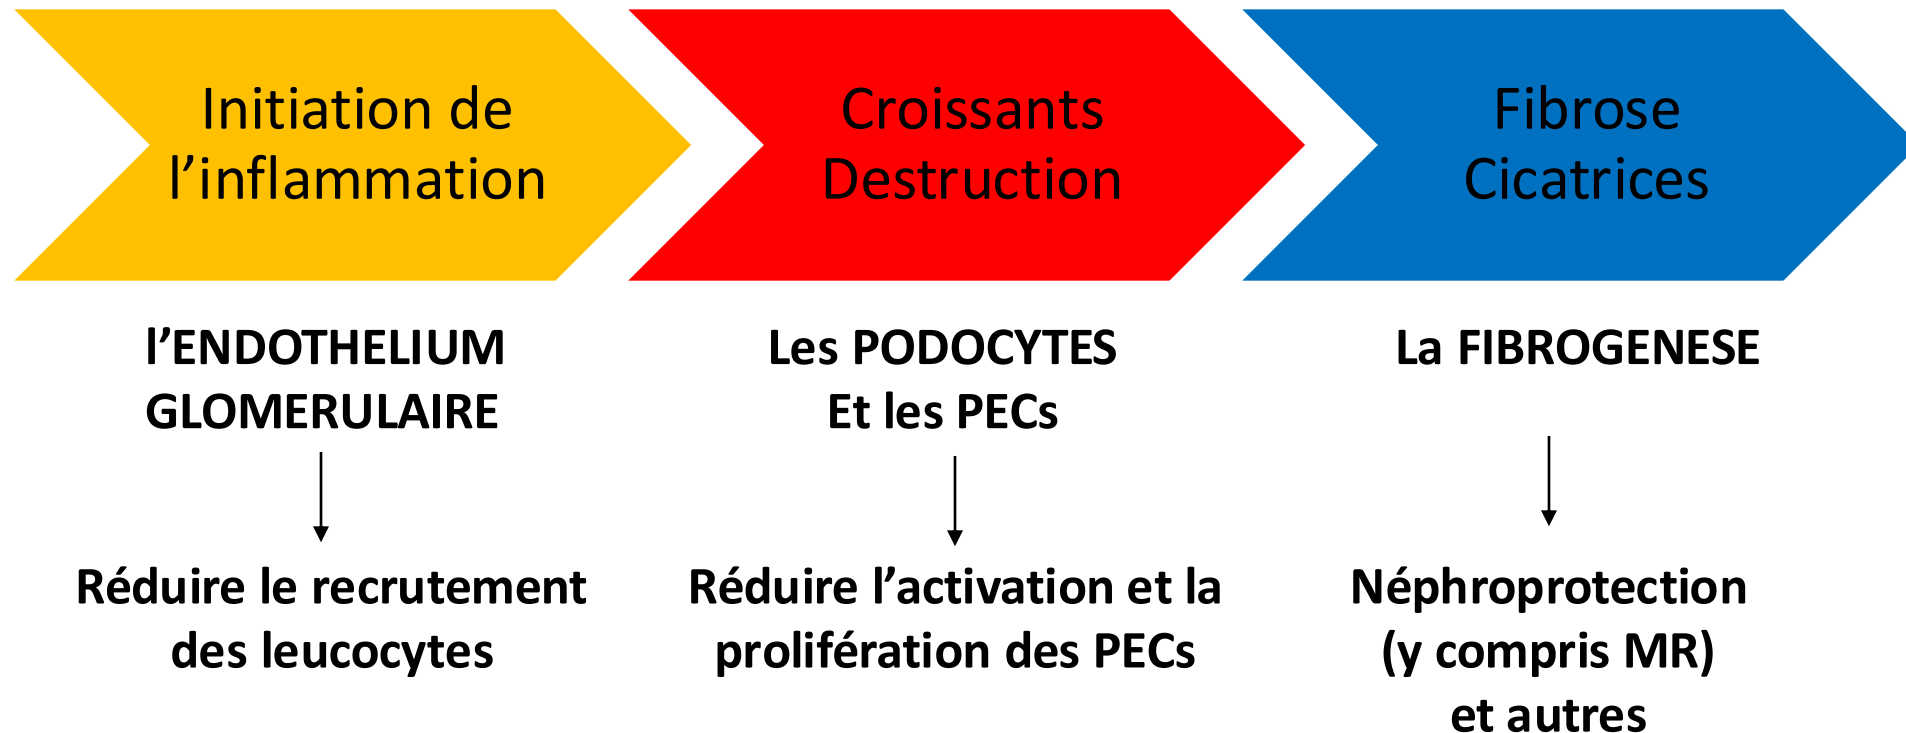 Initiation de
l’inflammation
Croissants
Destruction
Fibrose
Cicatrices
l’ENDOTHELIUM
GLOMERULAIRE
Les PODOCYTES
Et les PECs
La FIBROGENESE
Réduire le recrutement
des leucocytes
Réduire l’activation et la
prolifération des PECs
Néphroprotection
(y compris MR)
et autres